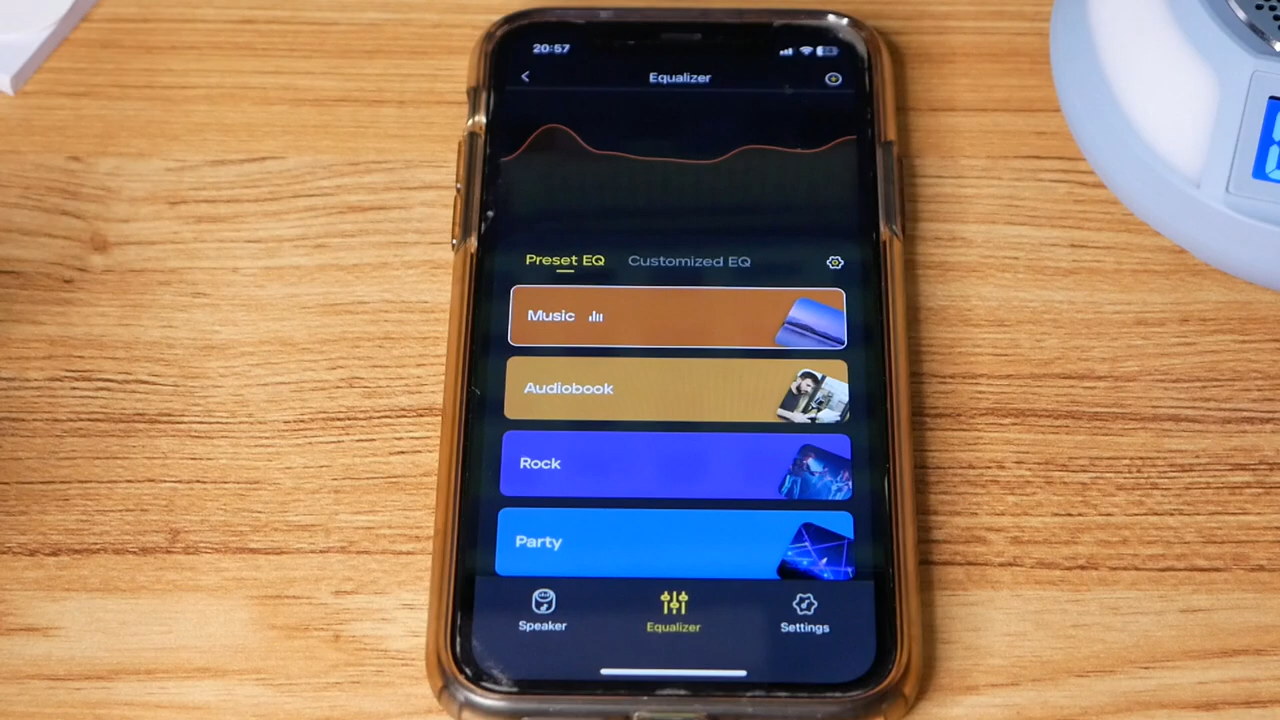 20:57
Equalizer
Preset EQ Customized EQ
Music
Audiobook
Rock
Party
Speaker Equalizer Settings